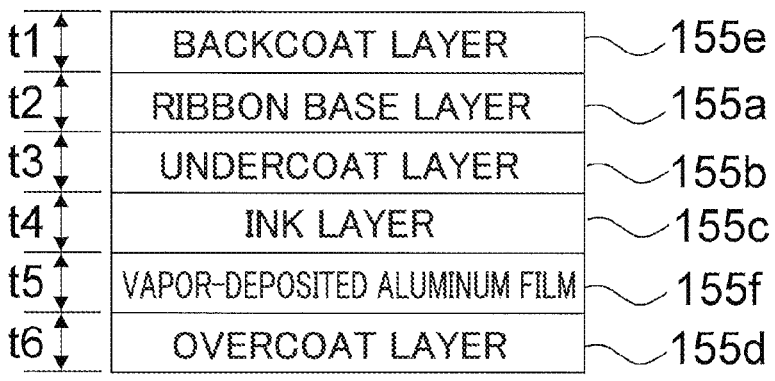 t1 BACKCOAT LAYER 155e
t2 RIBBON BASE LAYER 155a
t3 UNDERCOAT LAYER 155b
t4 INK LAYER 155c
t5 VAPOR-DEPOSITED ALUMINUM FILM 155f
t6 OVERCOAT LAYER 155d